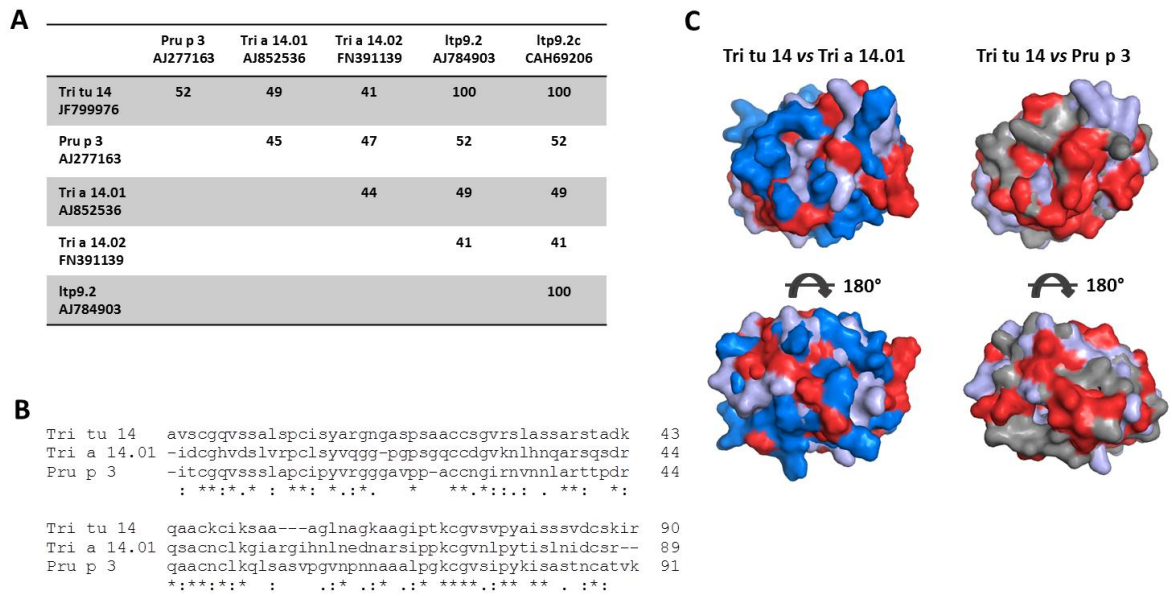 A
Pru p 3 Tri a 14.01 Tri a 14.02 ltp9.2 ltp9.2c
AJ277163 AJ852536 FN391139 AJ784903 CAH69206
Tri tu 14 52 49 41 100 100
JF799976
Pru p 3 45 47 52 52
AJ277163
Tri a 14.01 44 49 49
AJ852536
Tri a 14.02 41 41
FN391139
ltp9.2 100
AJ784903
B
Tri tu 14 avscgqvssalspcisyargngaspsaaccsgvrslassarstadk 43
Tri a 14.01 -idcghvdslvrpclsyvqgg-pgpsgqccdgvknlhnqarsqsdr 44
Pru p 3 -itcgqvssslapcipyvrgggavpp-accngirnvnnlarttpdr 44
: **:.* : **: *.:*. * **.*::.: . **: *:
Tri tu 14 qaackciksaa---aglnagkaagiptkcgvsvpyaisssvdcskir 90
Tri a 14.01 qsacnclkgiargihnlnednarsippkcgvnlpytislnidcsr-- 89
Pru p 3 qaacnclkqlsasvpgvnpnnaaalpgkcgvsipykisastncatvk 91
*:**:*:* : .:* .:* .:* ****.:** ** . .:*:
C
Tri tu 14 vs Tri a 14.01
180°
Tri tu 14 vs Pru p 3
180°